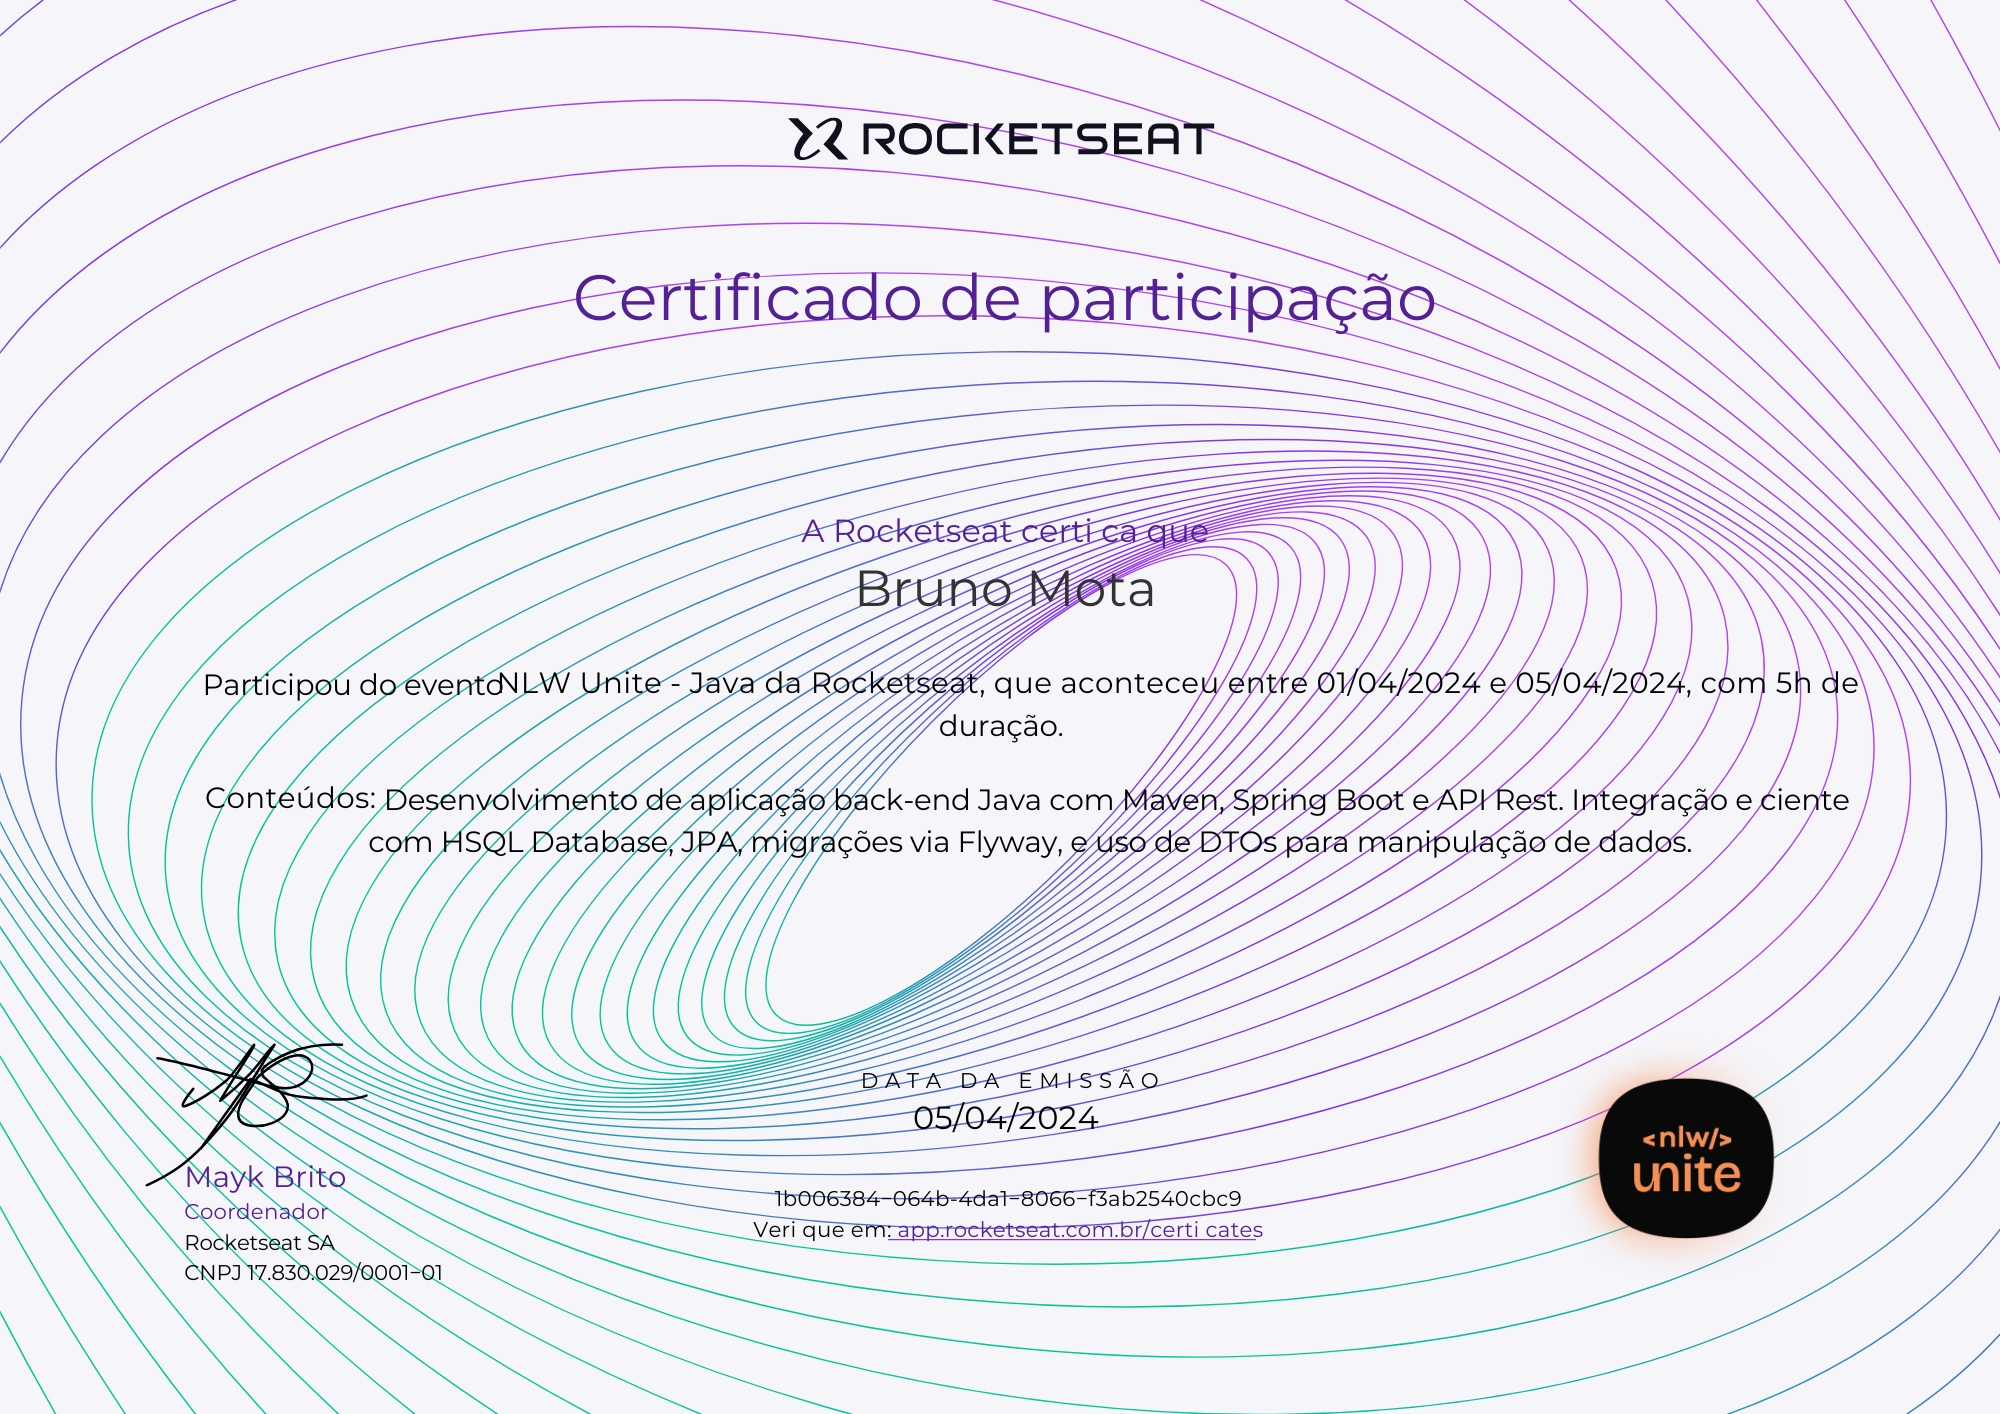 ROCKETSEAT
Certificado de participação
A Rocketseat certi ca que
Bruno Mota
Participou do evento NLW Unite - Java da Rocketseat, que aconteceu entre 01/04/2024 e 05/04/2024, com 5h de
duração.
Conteúdos: Desenvolvimento de aplicação back-end Java com Maven, Spring Boot e API Rest. Integração e ciente
com HSQL Database, JPA, migrações via Flyway, e uso de DTOs para manipulação de dados.
DATA DA EMISSÃO
05/04/2024
<nlw/>
unite
Mayk Brito
Coordenador
Rocketseat SA
CNPJ 17.830.029/0001-01
1b006384-064b-4da1-8066-f3ab2540cbc9
Veri que em: app.rocketseat.com.br/certi cates